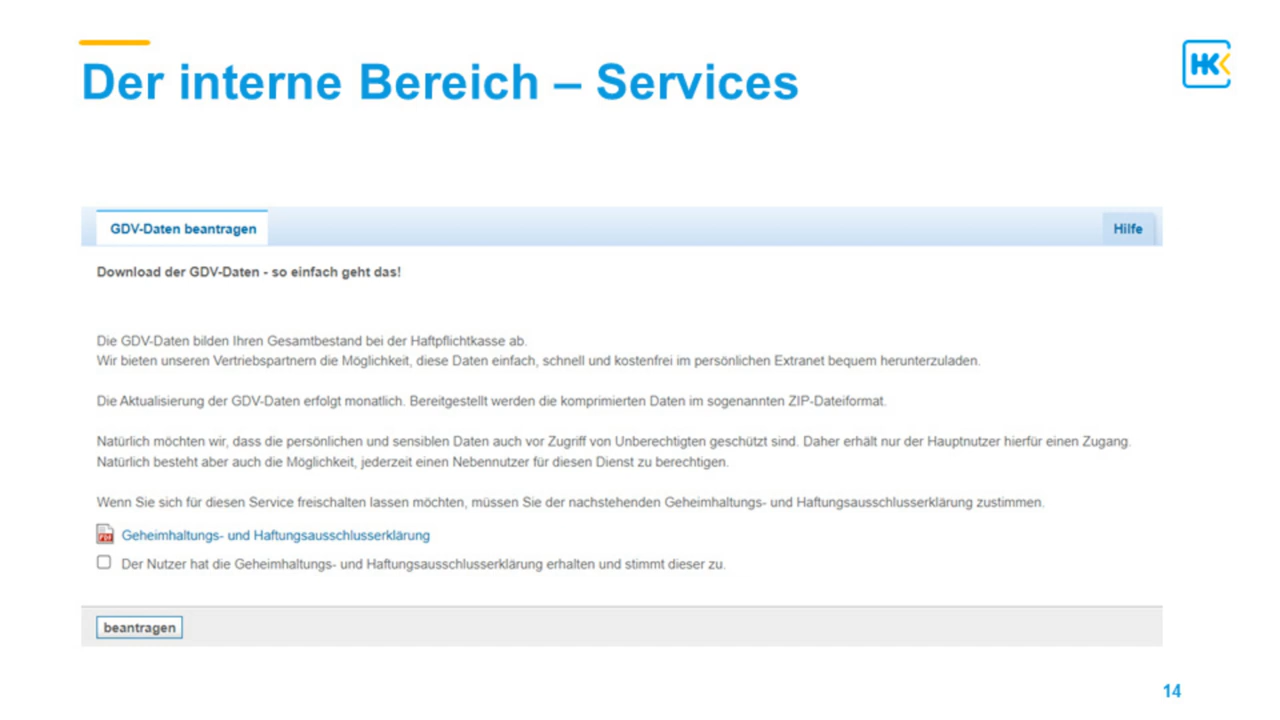 Der interne Bereich – Services
HK
GDV-Daten beantragen
Hilfe
Download der GDV-Daten - so einfach geht das!
Die GDV-Daten bilden Ihren Gesamtbestand bei der Haftpflichtkasse ab.
Wir bieten unseren Vertriebspartnern die Möglichkeit, diese Daten einfach, schnell und kostenfrei im persönlichen Extranet bequem herunterzuladen.
Die Aktualisierung der GDV-Daten erfolgt monatlich. Bereitgestellt werden die komprimierten Daten im sogenannten ZIP-Dateiformat.
Natürlich möchten wir, dass die persönlichen und sensiblen Daten auch vor Zugriff von Unberechtigten geschützt sind. Daher erhält nur der Hauptnutzer hierfür einen Zugang.
Natürlich besteht aber auch die Möglichkeit, jederzeit einen Nebennutzer für diesen Dienst zu berechtigen.
Wenn Sie sich für diesen Service freischalten lassen möchten, müssen Sie der nachstehenden Geheimhaltungs- und Haftungsausschlusserklärung zustimmen.
PDF Geheimhaltungs- und Haftungsausschlusserklärung
Der Nutzer hat die Geheimhaltungs- und Haftungsausschlusserklärung erhalten und stimmt dieser zu.
beantragen
14